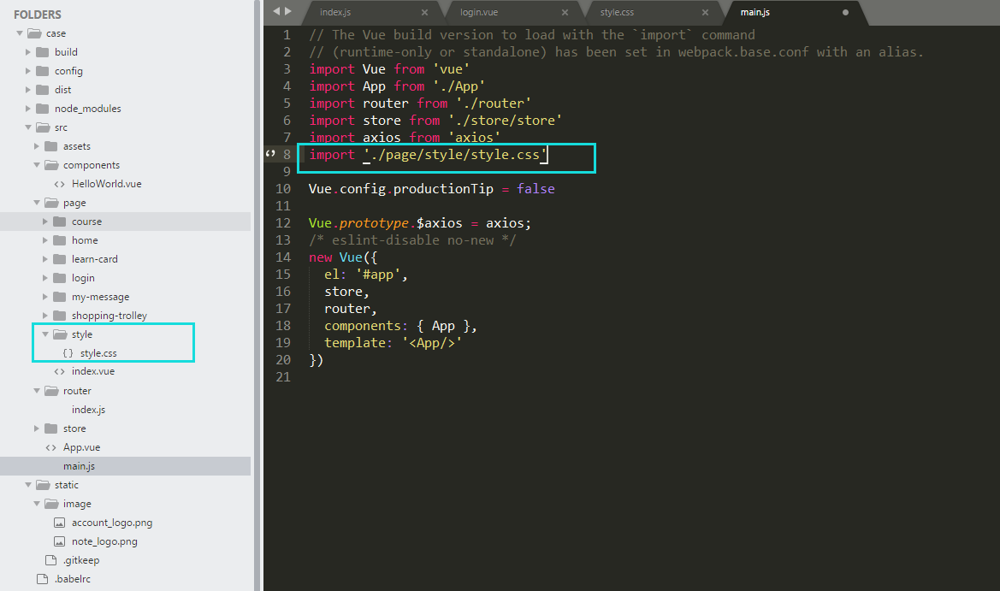 FOLDERS
case
build
config
dist
node_modules
src
assets
components
<> HelloWorld.vue
page
course
home
learn-card
login
my-message
shopping-trolley
style
{} style.css
<> index.vue
router
index.js
store
<> App.vue
main.js
static
image
account_logo.png
note_logo.png
.gitkeep
.babelrc
index.js × login.vue × style.css × main.js
1 // The Vue build version to load with the `import` command
2 // (runtime-only or standalone) has been set in webpack.base.conf with an alias.
3 import Vue from 'vue'
4 import App from './App'
5 import router from './router'
6 import store from './store/store'
7 import axios from 'axios'
8 import './page/style/style.css'
9
10 Vue.config.productionTip = false
11
12 Vue.prototype.$axios = axios;
13 /* eslint-disable no-new */
14 new Vue({
15 el: '#app',
16 store,
17 router,
18 components: { App },
19 template: '<App/>'
20 })
21